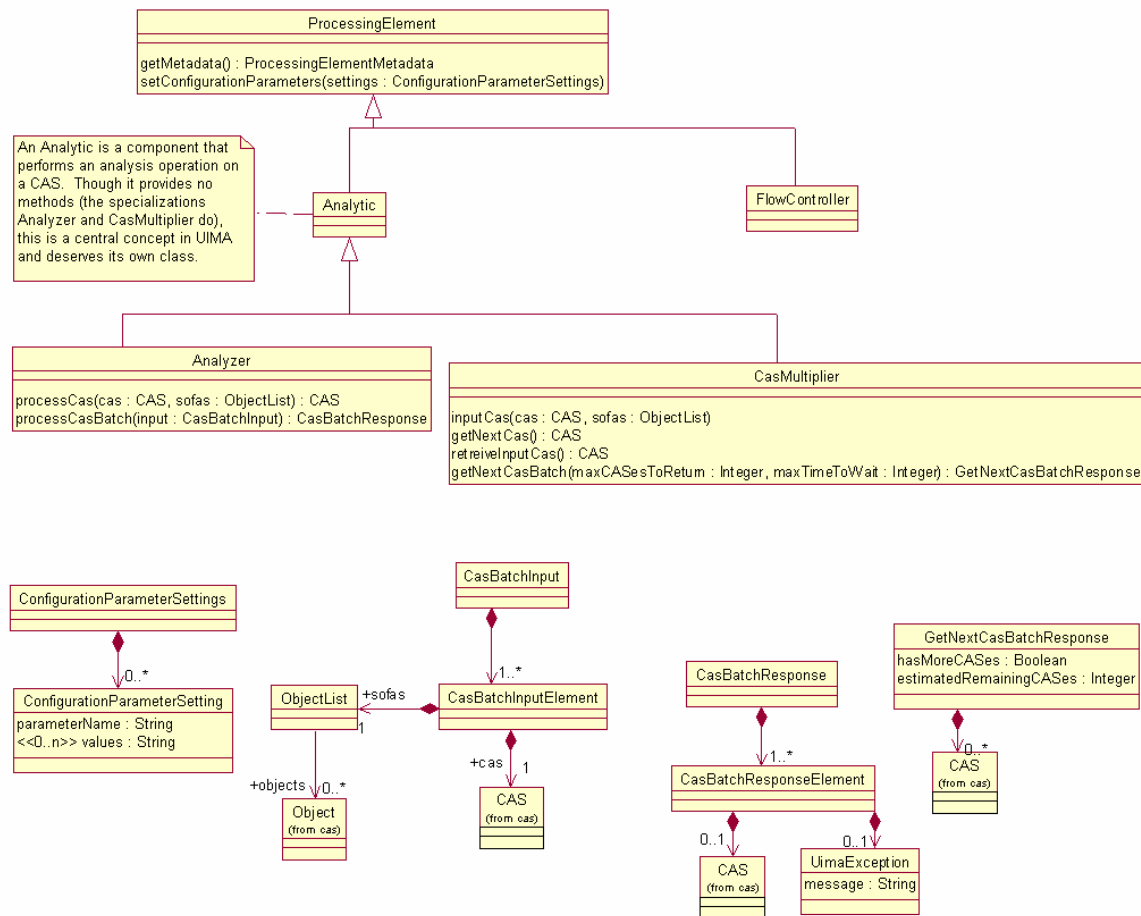 ProcessingElement
getMetadata() : ProcessingElementMetadata
setConfigurationParameters(settings : ConfigurationParameterSettings)
An Analytic is a component that
performs an analysis operation on
a CAS. Though it provides no
methods (the specializations
Analyzer and CasMultiplier do),
this is a central concept in UIMA
and deserves its own class.
Analytic
FlowController
Analyzer
processCas(cas : CAS, sofas : ObjectList) : CAS
processCasBatch(input : CasBatchInput) : CasBatchResponse
CasMultiplier
inputCas(cas : CAS, sofas : ObjectList)
getNextCas() : CAS
retreiveInputCas() : CAS
getNextCasBatch(maxCASesToReturn : Integer, maxTimeToWait : Integer) : GetNextCasBatchResponse
ConfigurationParameterSettings
0..*
ConfigurationParameterSetting
parameterName : String
<<0..n>> values : String
CasBatchInput
1..*
CasBatchInputElement
+sofas
1
ObjectList
+objects
0..*
Object
(from cas)
+cas
1
CAS
(from cas)
CasBatchResponse
1..*
CasBatchResponseElement
0..1
CAS
(from cas)
0..1
UimaException
message : String
GetNextCasBatchResponse
hasMoreCASes : Boolean
estimatedRemainingCASes : Integer
0..*
CAS
(from cas)